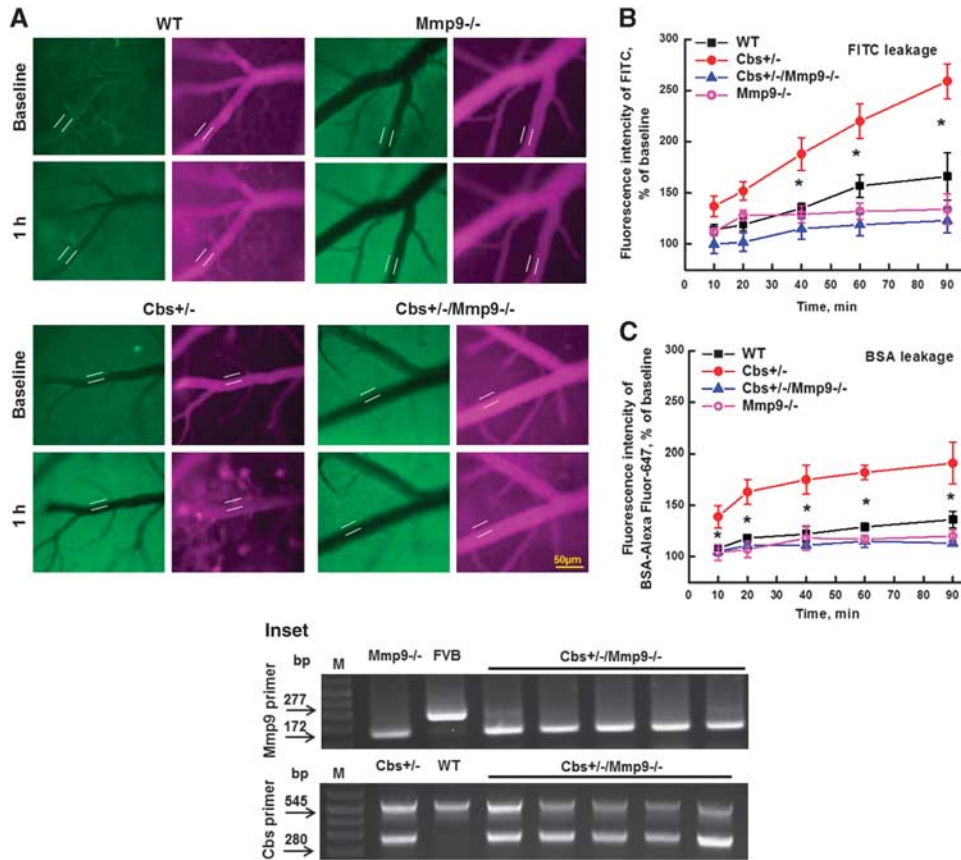 A
WT
Mmp9-/-
Baseline
1 h
Cbs+/-
Cbs+/-/Mmp9-/-
Baseline
1 h
50µm
B
Fluorescence intencity of FITC,
% of baseline
300
250
200
150
100
WT
Cbs+/-
Cbs+/-/Mmp9-/-
Mmp9-/-
FITC leakage
*
*
*
0 10 20 30 40 50 60 70 80 90
Time, min
C
Fluorescence intencity of
BSA-Alexa Fluor-647, % of baseline
300
250
200
150
100
WT
Cbs+/-
Cbs+/-/Mmp9-/-
Mmp9-/-
BSA leakage
*
*
*
*
*
0 10 20 30 40 50 60 70 80 90
Time, min
Inset
bp M Mmp9-/- FVB Cbs+/-/Mmp9-/-
Mmp9 primer
277
172
bp M Cbs+/- WT Cbs+/-/Mmp9-/-
Cbs primer
545
280